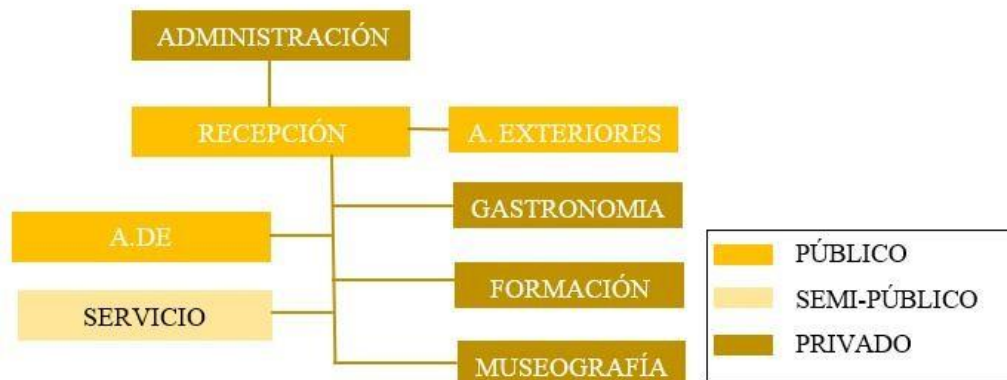 ADMINISTRACIÓN
RECEPCIÓN
A. EXTERIORES
GASTRONOMIA
A.DE
FORMACIÓN
SERVICIO
MUSEOGRAFÍA
PÚBLICO
SEMI-PÚBLICO
PRIVADO